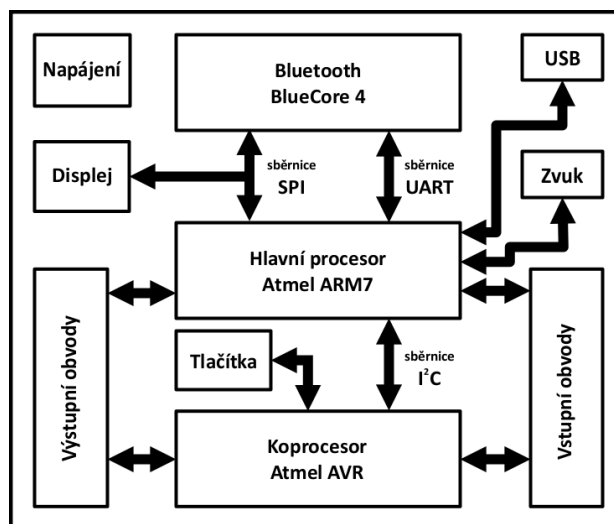 Napájení
Bluetooth
BlueCore 4
USB
Displej
sběrnice
SPI
sběrnice
UART
Zvuk
Hlavní procesor
Atmel ARM7
Výstupní obvody
Tlačítka
sběrnice
I²C
Vstupní obvody
Koprocesor
Atmel AVR